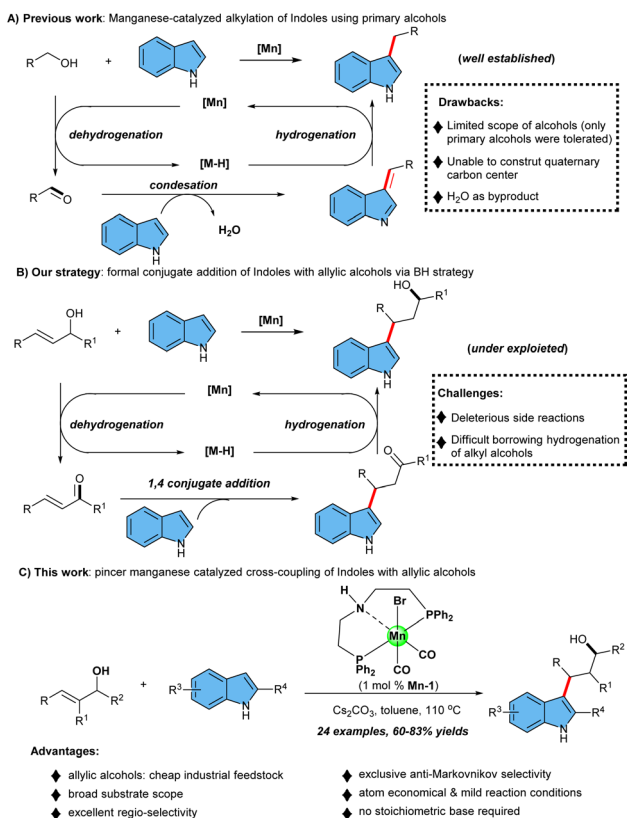 A) Previous work: Manganese-catalyzed alkylation of Indoles using primary alcohols
R OH + N H [Mn] R N H (well established)
[Mn]
dehydrogenation hydrogenation
[M-H]
Drawbacks:
Limited scope of alcohols (only
primary alcohols were tolerated)
Unable to construt quaternary
carbon center
H2O as byproduct
R O condesation R N
N H H2O
B) Our strategy: formal conjugate addition of Indoles with allylic alcohols via BH strategy
OH R R1 + N H [Mn] HO R1 R N H (under exploieted)
[Mn]
dehydrogenation hydrogenation
[M-H]
Challenges:
Deleterious side reactions
Difficult borrowing hydrogenation
of alkyl alcohols
O R R1 1,4 conjugate addition O R R1 N H
N H
C) This work: pincer manganese catalyzed cross-coupling of Indoles with allylic alcohols
H N Br PPh2 Mn P Ph2 CO CO
OH R R2 R1 + R3 R4 N H (1 mol % Mn-1) HO R2 R R1 R3 R4 N H
Cs2CO3, toluene, 110 oC
24 examples, 60-83% yields
Advantages:
allylic alcohols: cheap industrial feedstock
broad substrate scope
excellent regio-selectivity
exclusive anti-Markovnikov selectivity
atom economical & mild reaction conditions
no stoichiometric base required